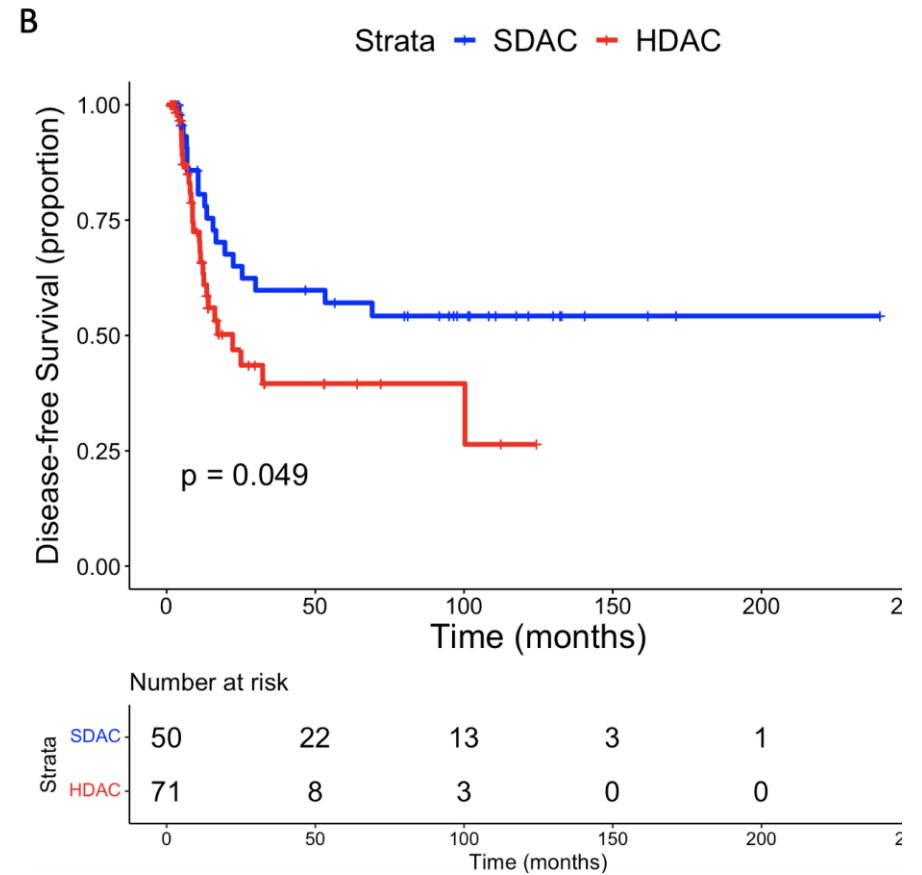 B
Strata SDAC HDAC
Disease-free Survival (proportion)
1.00
0.75
0.50
0.25
0.00
p = 0.049
0 50 100 150 200 2
Time (months)
Number at risk
Strata
SDAC 50 22 13 3 1
HDAC 71 8 3 0 0
0 50 100 150 200 2
Time (months)